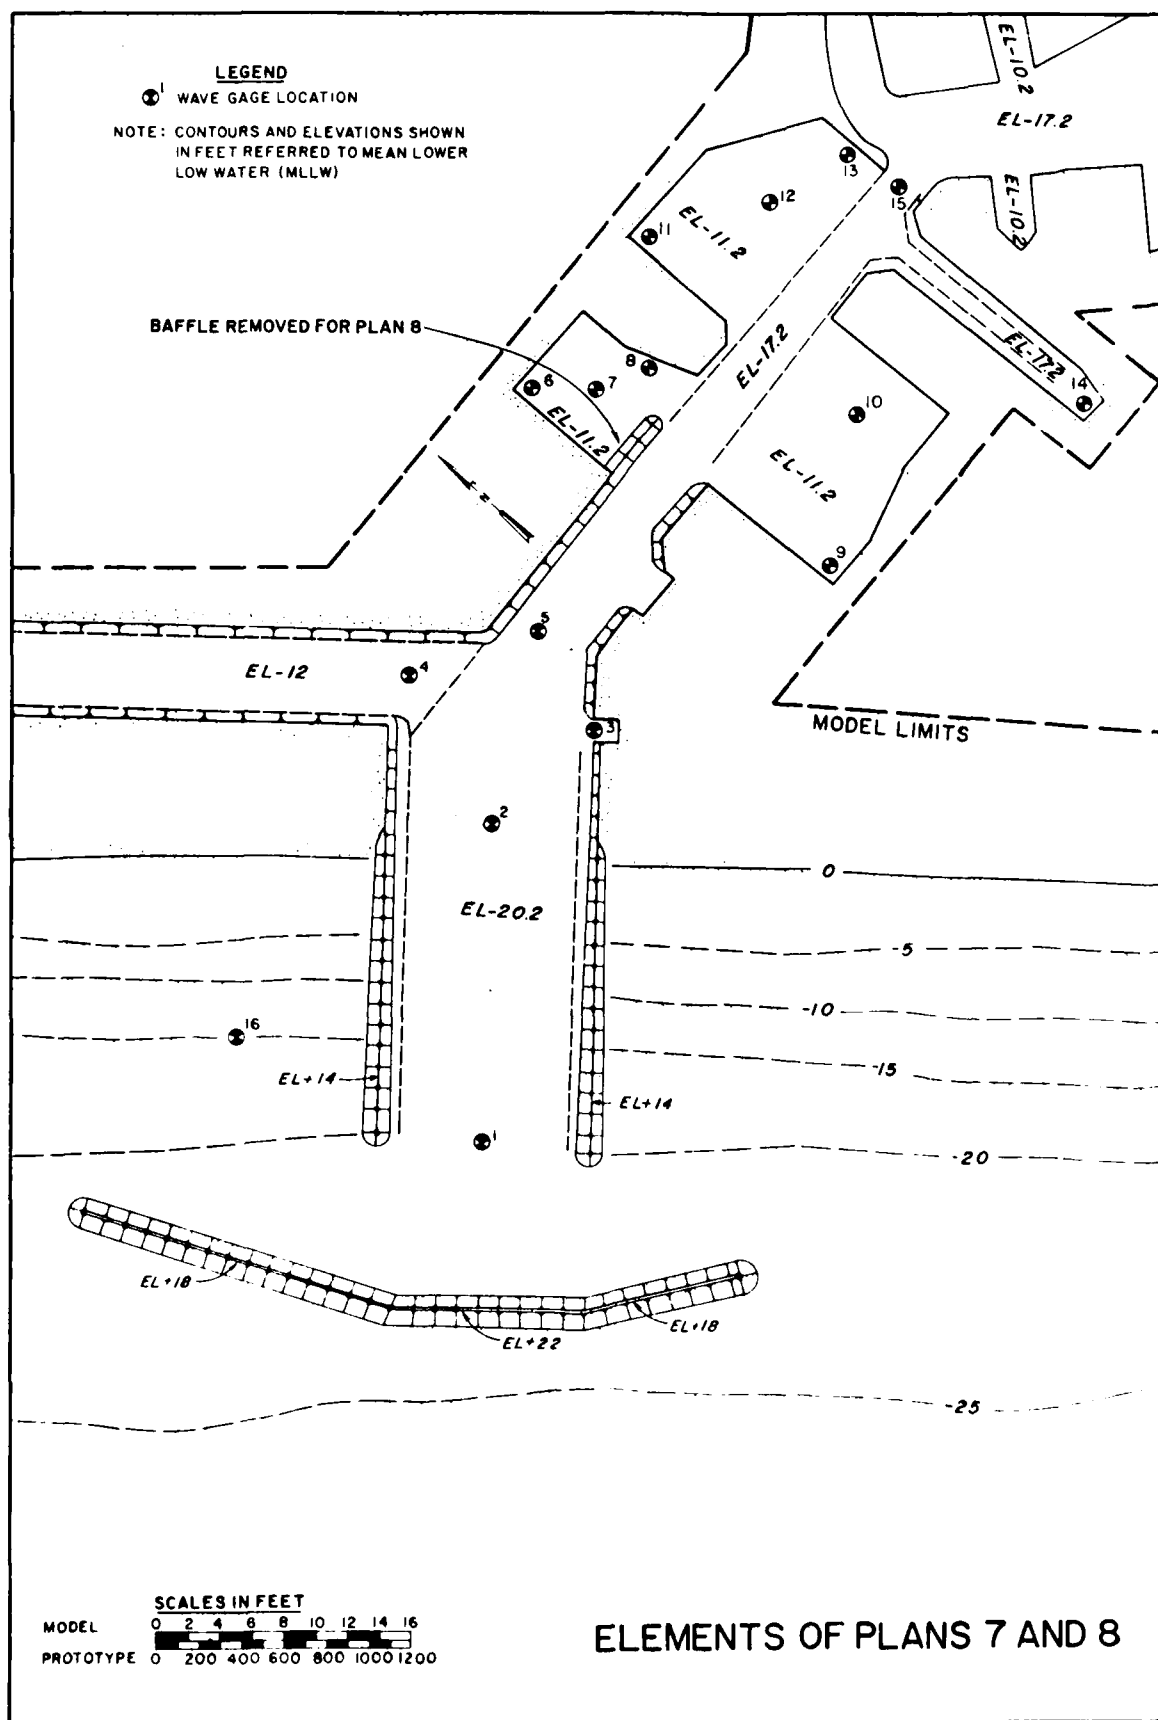 LEGEND
1 WAVE GAGE LOCATION
NOTE: CONTOURS AND ELEVATIONS SHOWN
IN FEET REFERRED TO MEAN LOWER
LOW WATER (MLLW)
EL-10.2
EL-17.2
13
12
15
EL-10.2
11
EL-11.2
BAFFLE REMOVED FOR PLAN 8
EL-17.2
EL-17.2
8
6
7
14
10
EL-11.2
EL-11.2
N
9
5
EL-12
4
3
MODEL LIMITS
2
0
EL-20.2
-5
-10
16
-15
EL+14
EL+14
1
-20
EL+18
EL+18
EL+22
-25
SCALES IN FEET
MODEL 0 2 4 6 8 10 12 14 16
PROTOTYPE 0 200 400 600 800 1000 1200
ELEMENTS OF PLANS 7 AND 8